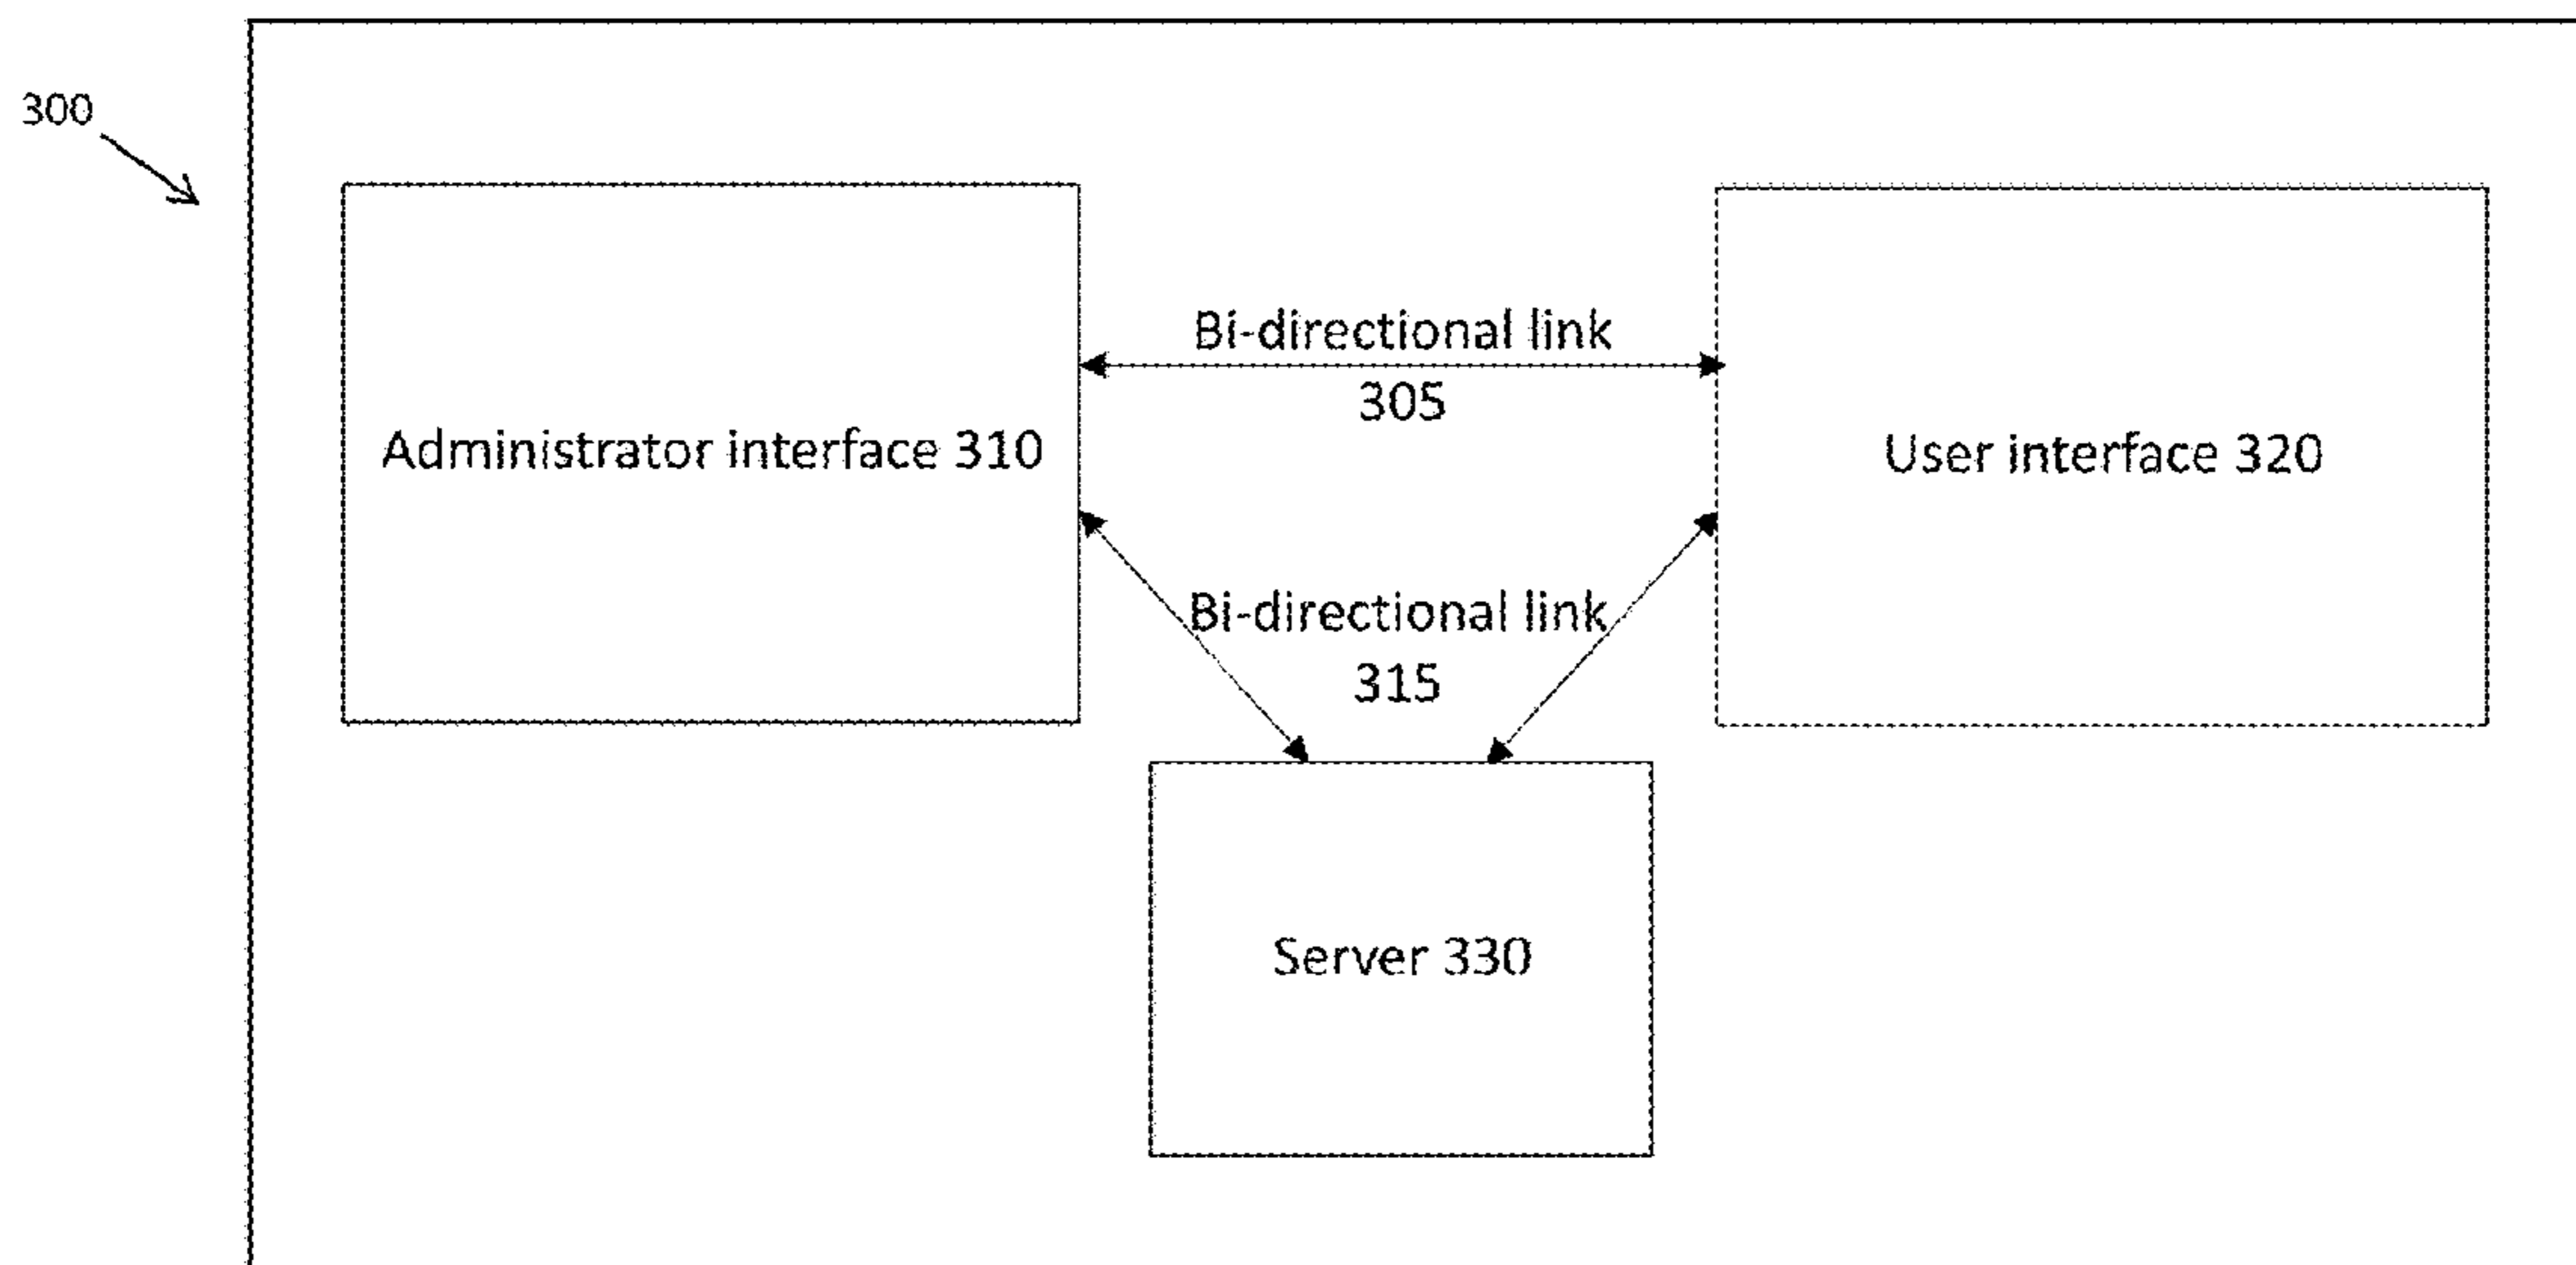 300
Bi-directional link
305
Administrator interface 310
User interface 320
Bi-directional link
315
Server 330